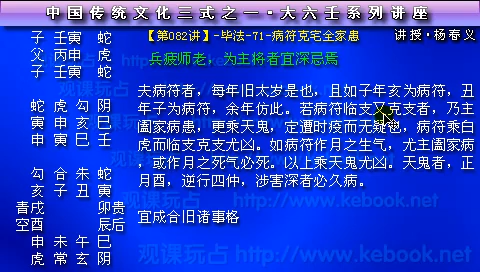 中国传统文化三式之一·大六壬系列讲座
【第082讲】-毕法-71-病符克宅全家患
讲授·杨春义
兵疲师老，为主将者宜深忌焉
子 壬寅 蛇
父 丙申 虎
子 壬寅 蛇
蛇 虎 勾 阴
寅 申 亥 巳
申 寅 巳 壬
勾 合 朱 蛇
亥 子 丑 寅
青戌 卯贵
空酉 辰后
申 未 午 巳
虎 常 玄 阴
夫病符者，每年旧太岁是也，且如子年亥为病符，丑
年子为病符，余年仿此。若病符临支又克支者，乃主
阖家病患，更乘天鬼，定遭时疫而无疑也，病符乘白
虎而临支克支尤凶。如病符作月之生气，尤主阖家病
，或作月之死气必死。以上乘天鬼尤凶。天鬼者，正
月酉，逆行四仲，涉害深者必久病。
宜成合旧诸事格
观课玩占 http://www.kebook.net